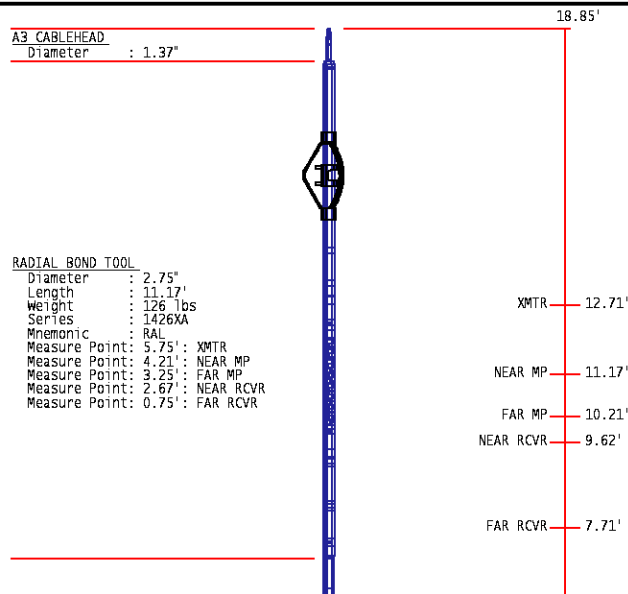 18.85'
A3 CABLEHEAD
Diameter : 1.37"
RADIAL BOND TOOL
Diameter : 2.75"
Length : 11.17'
Weight : 126 lbs
Series : 1426XA
Mnemonic : RAL
Measure Point: 5.75': XMTR
Measure Point: 4.21': NEAR MP
Measure Point: 3.25': FAR MP
Measure Point: 2.67': NEAR RCVR
Measure Point: 0.75': FAR RCVR
XMTR 12.71'
NEAR MP 11.17'
FAR MP 10.21'
NEAR RCVR 9.62'
FAR RCVR 7.71'